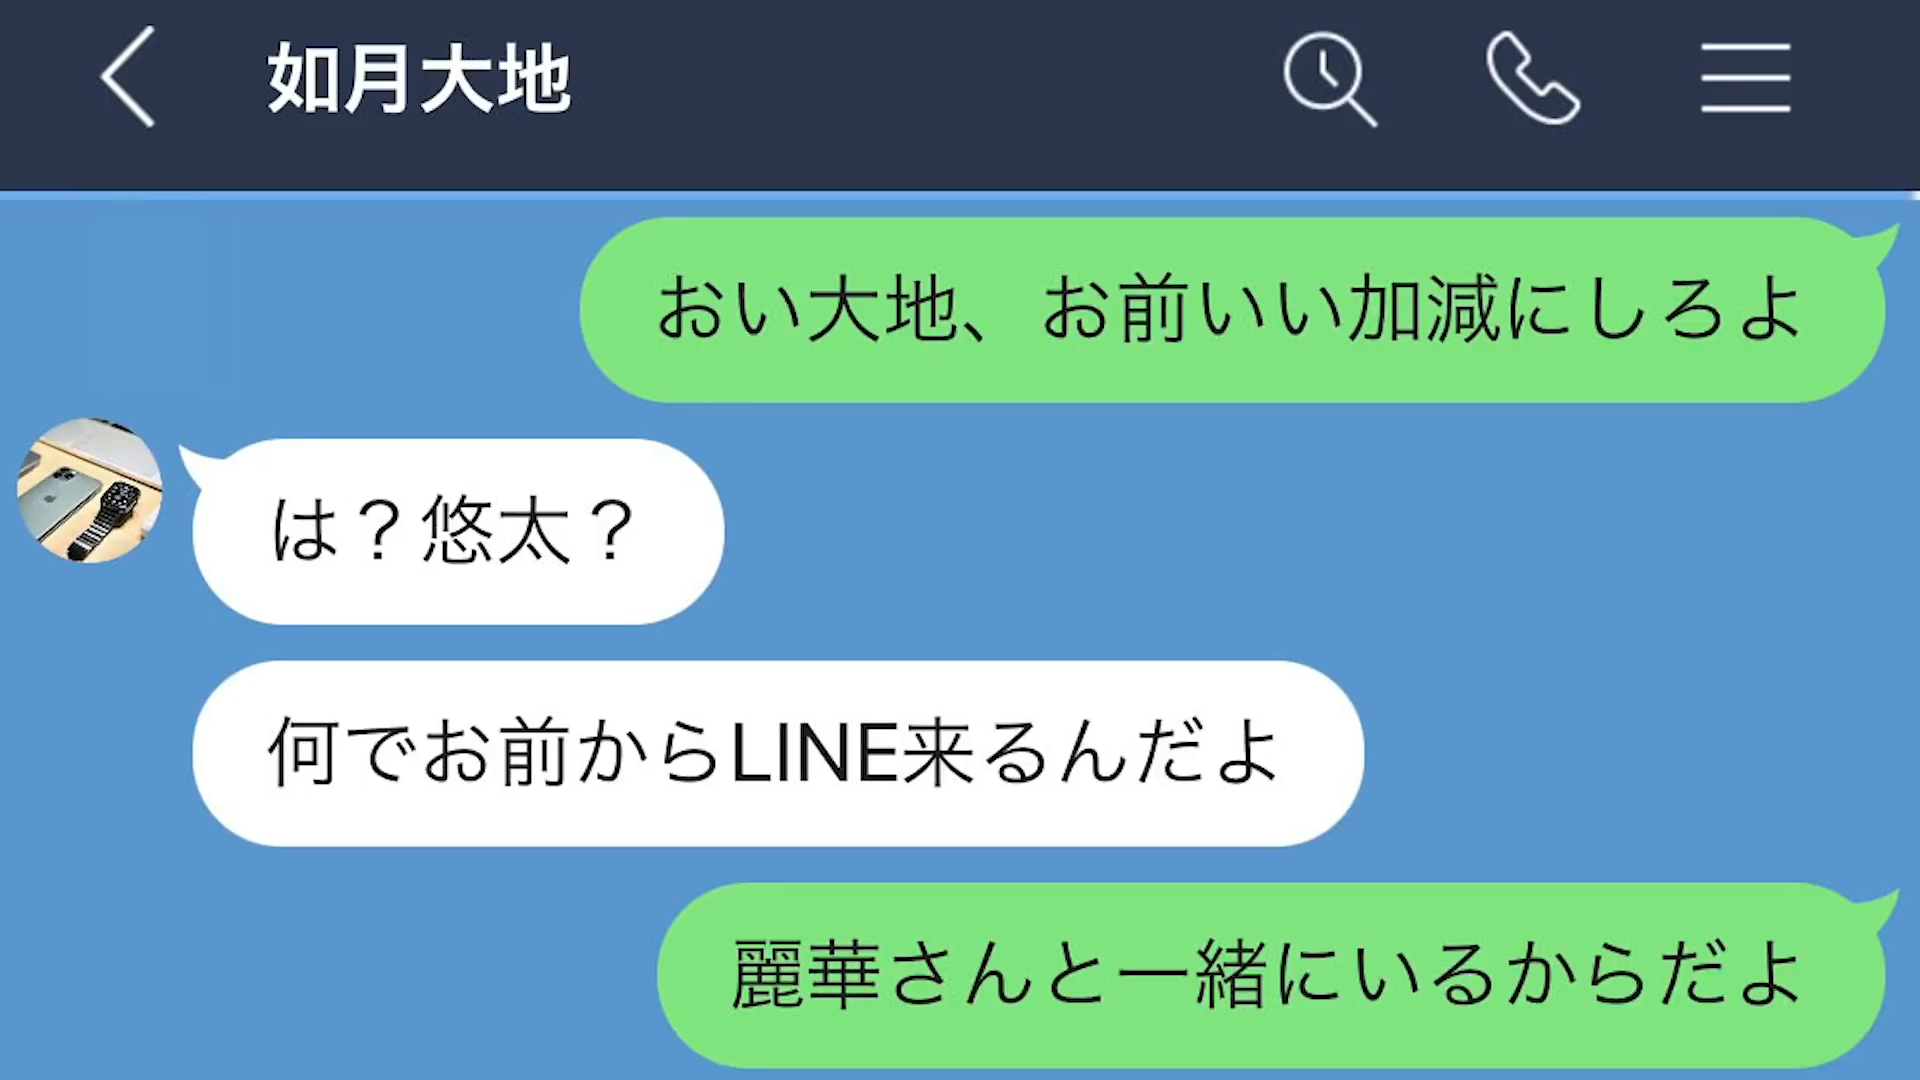 如月大地
おい大地、お前いい加減にしろよ
は？悠太？
何でお前からLINE来るんだよ
麗華さんと一緒にいるからだよ